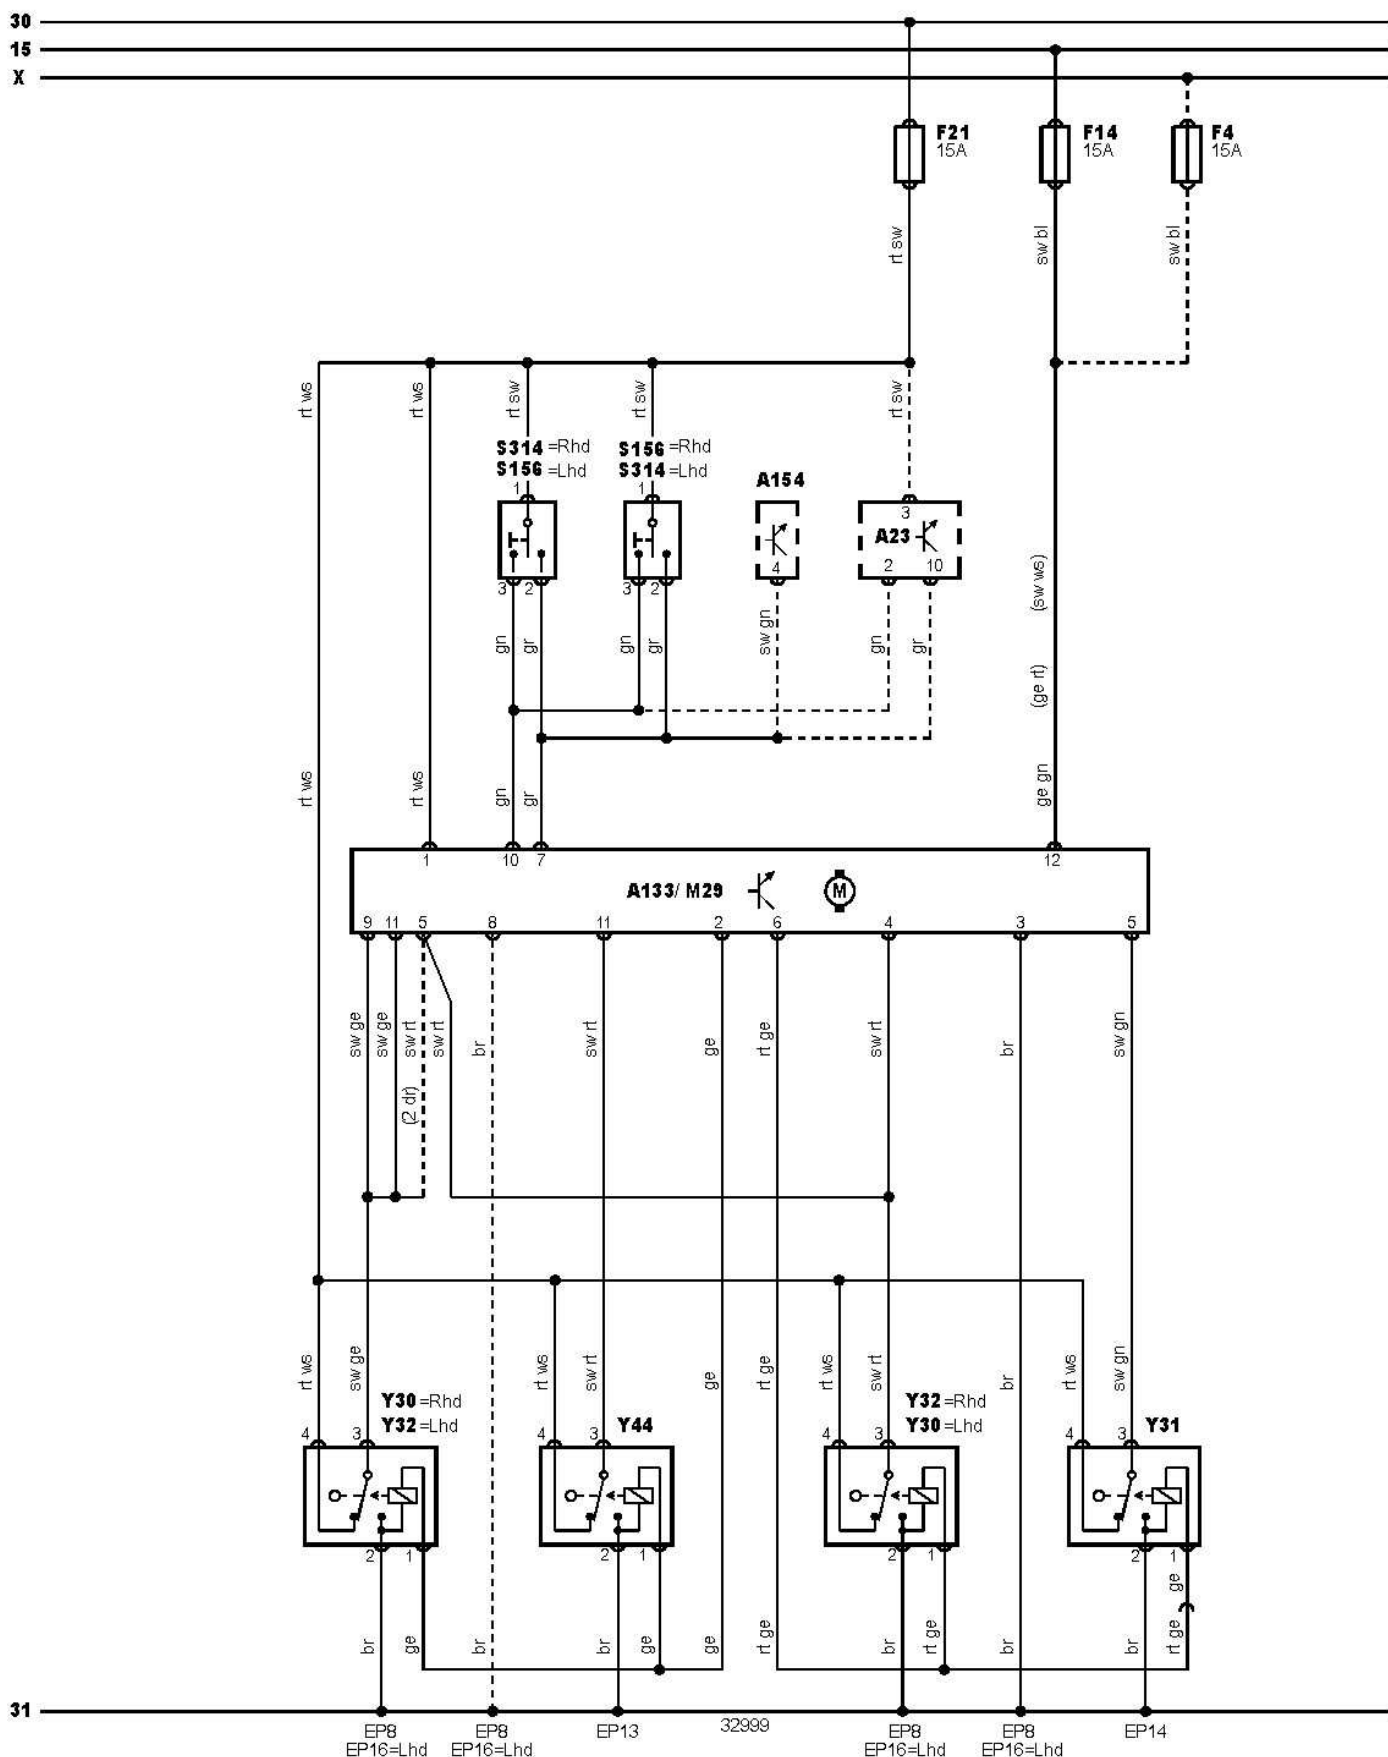 30
15
X
F21
15A
F14
15A
F4
15A
rt sw
sw bl
sw bl
rt ws
rt ws
rt sw
rt sw
rt sw
S314 =Rhd
S156 =Lhd
S156 =Rhd
S314 =Lhd
A154
1
1
3
A23
4
2
10
3
2
3
2
(sw ws)
gn
gr
gn
gr
sw gn
gn
gr
(ge rt)
rt ws
rt ws
gn
gr
ge gn
1
10
7
12
A133/ M29
M
9
11
5
8
11
2
6
4
3
5
sw ge
sw ge
sw rt
sw rt
br
sw rt
ge
rt ge
sw rt
br
sw gn
(2 dr)
rt ws
sw ge
rt ws
sw rt
ge
rt ge
rt ws
sw rt
br
rt ws
sw gn
Y30 =Rhd
Y32 =Lhd
Y44
Y32 =Rhd
Y30 =Lhd
Y31
4
3
4
3
4
3
4
3
2
1
2
1
2
1
2
1
ge
br
ge
br
br
ge
ge
rt ge
br
rt ge
br
br
rt ge
31
EP8
EP16=Lhd
EP8
EP16=Lhd
EP13
32999
EP8
EP16=Lhd
EP8
EP16=Lhd
EP14